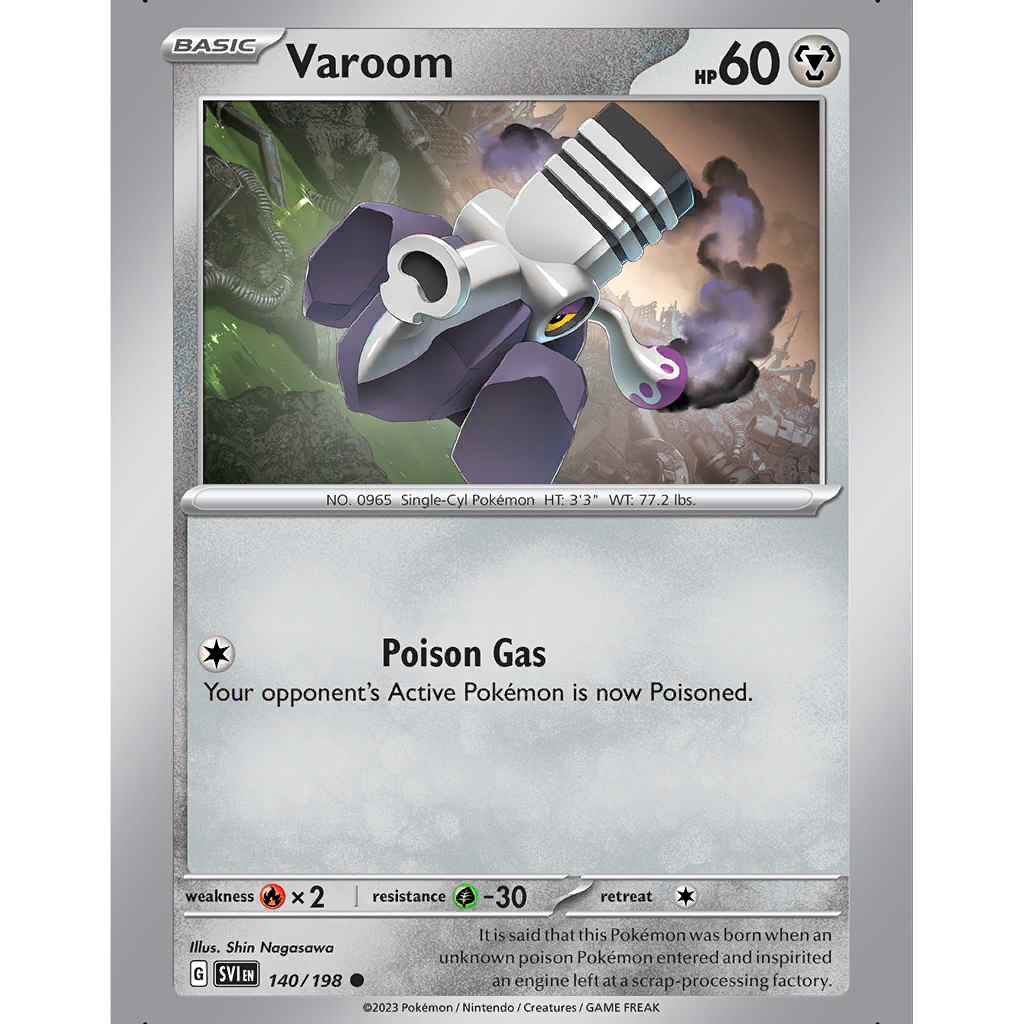 BASIC
Varoom
HP 60
NO. 0965 Single-Cyl Pokémon HT: 3'3" WT: 77.2 lbs.
Poison Gas
Your opponent's Active Pokémon is now Poisoned.
weakness ×2 | resistance -30 retreat
Illus. Shin Nagasawa
It is said that this Pokémon was born when an
unknown poison Pokémon entered and inspirited
an engine left at a scrap-processing factory.
G SVI EN 140/198
©2023 Pokémon / Nintendo / Creatures / GAME FREAK